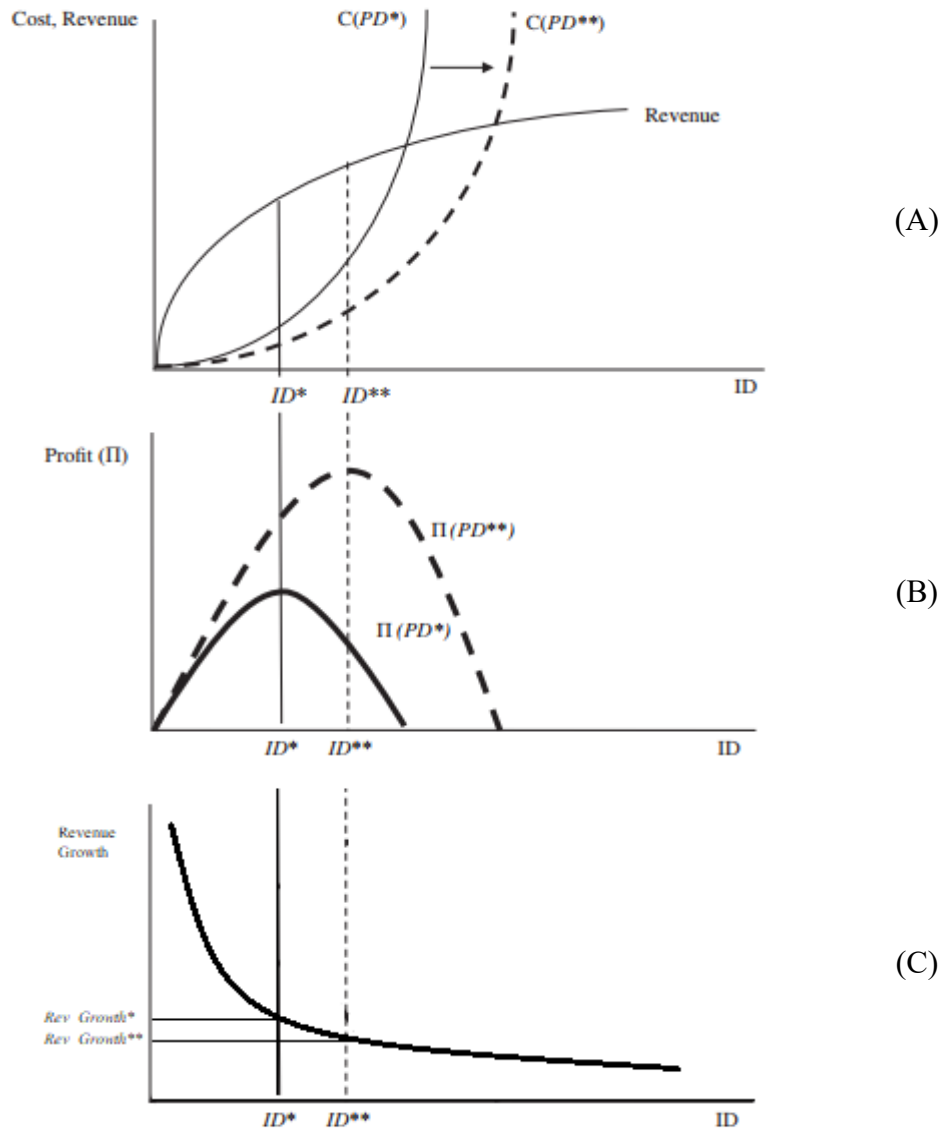 Cost, Revenue
C(PD*)
C(PD**)
Revenue
(A)
ID
ID*
ID**
Profit (Π)
Π(PD**)
(B)
Π(PD*)
ID*
ID**
ID
Revenue
Growth
(C)
Rev Growth*
Rev Growth**
ID*
ID**
ID